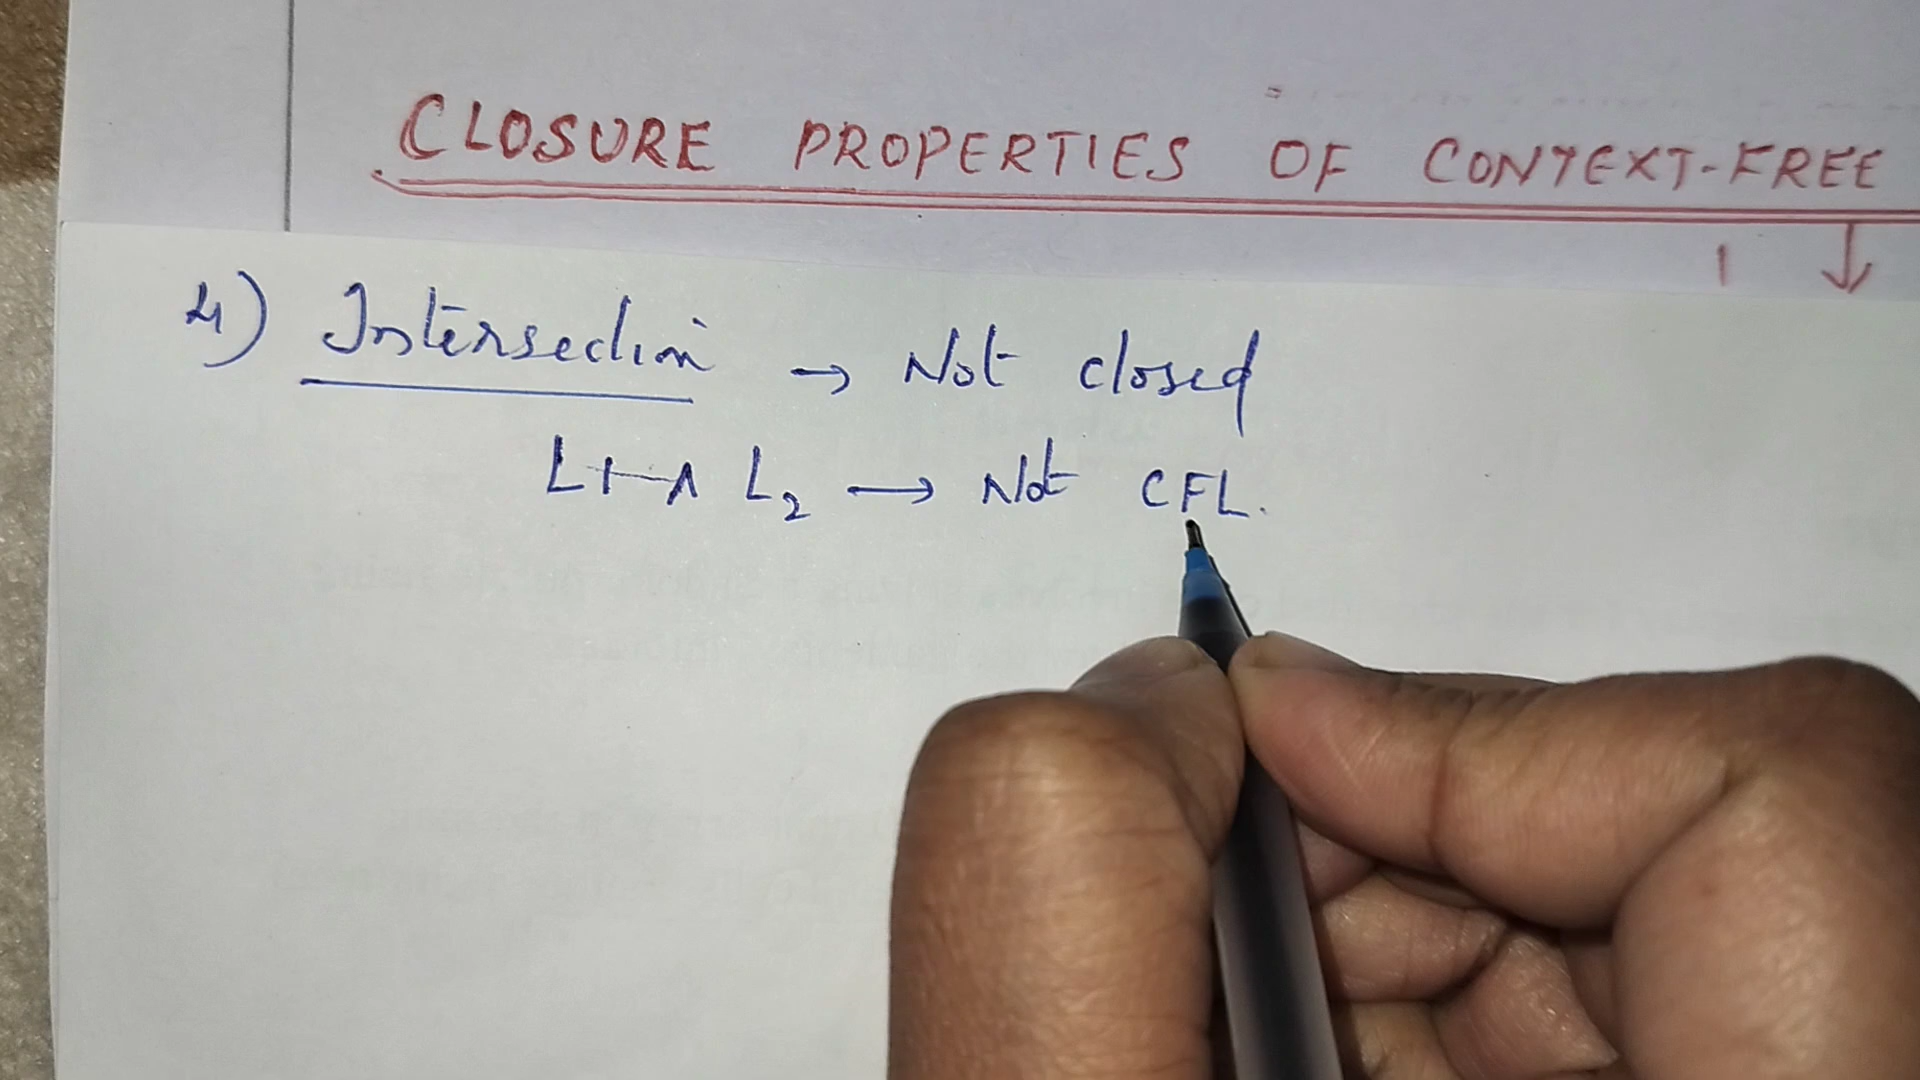 CLOSURE PROPERTIES OF CONTEXT-FREE
4) Intersection → Not closed
L1 ∧ L2 → Not CFL.